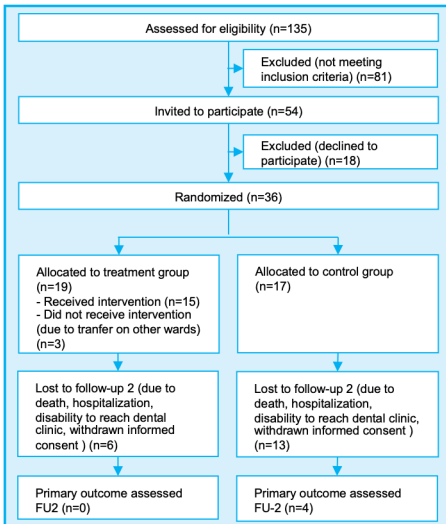 Assessed for eligibility (n=135)
Excluded (not meeting
inclusion criteria) (n=81)
Invited to participate (n=54)
Excluded (declined to
participate) (n=18)
Randomized (n=36)
Allocated to treatment group
(n=19)
- Received intervention (n=15)
- Did not receive intervention
(due to tranfer on other wards)
(n=3)
Allocated to control group
(n=17)
Lost to follow-up 2 (due to
death, hospitalization,
disability to reach dental
clinic, withdrawn informed
consent ) (n=6)
Lost to follow-up 2 (due to
death, hospitalization,
disability to reach dental
clinic, withdrawn informed
consent ) (n=13)
Primary outcome assessed
FU2 (n=0)
Primary outcome assessed
FU-2 (n=4)